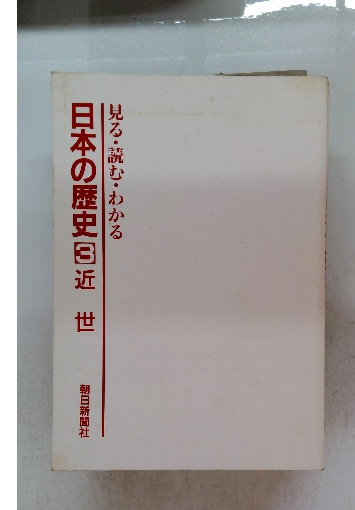 見る・読む・わかる
日本の歴史 3 近世
朝日新聞社